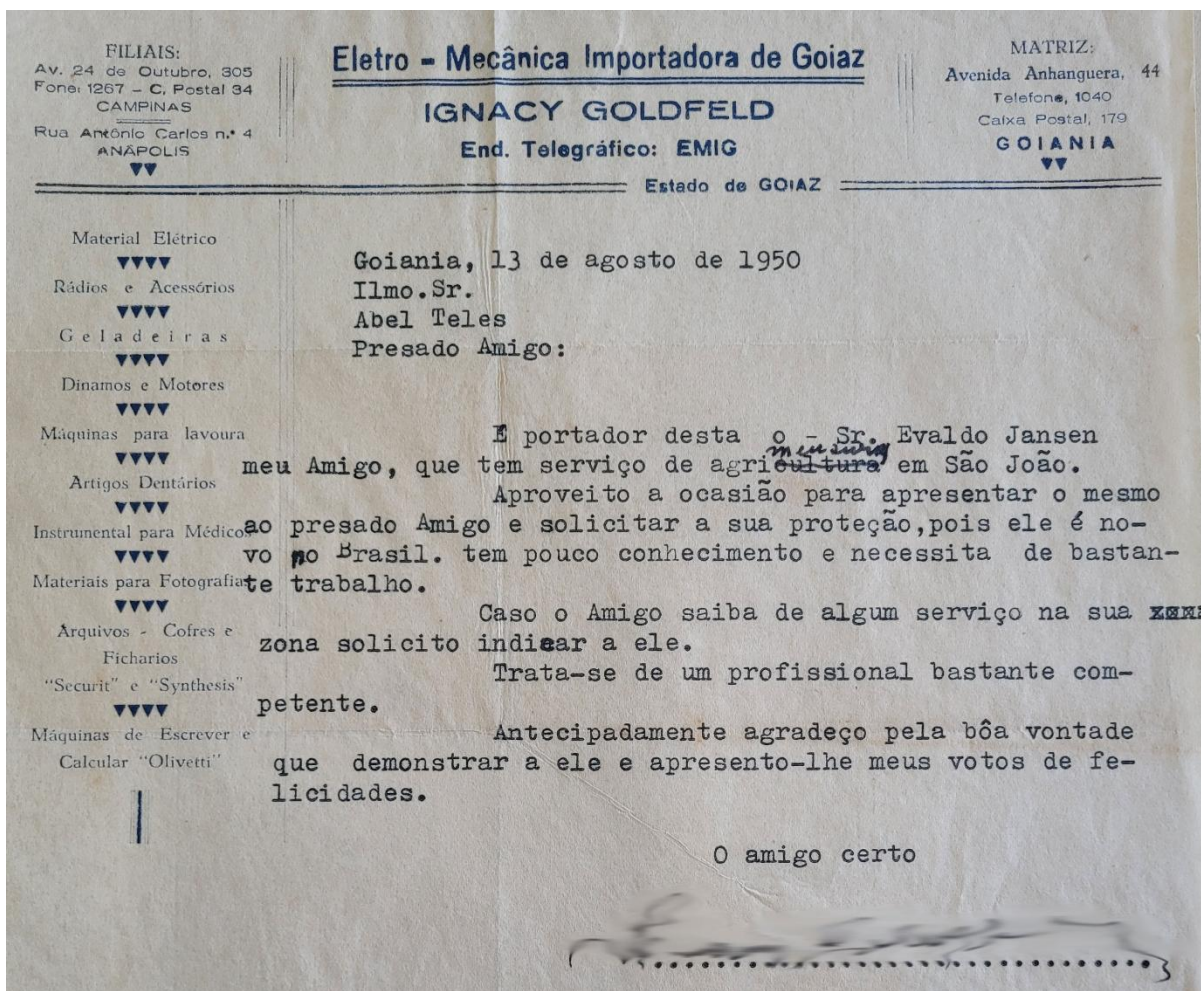 FILIAIS:
Av. 24 de Outubro, 305
Fone: 1267 – C. Postal 34
CAMPINAS
Rua Antônio Carlos n.º 4
ANÁPOLIS
Eletro - Mecânica Importadora de Goiaz
IGNACY GOLDFELD
End. Telegráfico: EMIG
Estado de GOIAZ
MATRIZ:
Avenida Anhanguera, 44
Telefone, 1040
Caixa Postal, 179
GOIANIA
Material Elétrico
Rádios e Acessórios
Geladeiras
Dinamos e Motores
Máquinas para lavoura
Artigos Dentários
Instrumental para Médicos
Materiais para Fotografia
Arquivos - Cofres e
Ficharios
"Securit" e "Synthesis"
Máquinas de Escrever e
Calcular "Olivetti"
Goiania, 13 de agosto de 1950
Ilmo.Sr.
Abel Teles
Presado Amigo:
E portador desta o - Sr. Evaldo Jansen
meu Amigo, que tem serviço de agricultura em São João.
Aproveito a ocasião para apresentar o mesmo
ao presado Amigo e solicitar a sua proteção,pois ele é no-
vo no Brasil. tem pouco conhecimento e necessita de bastan-
te trabalho.
Caso o Amigo saiba de algum serviço na sua
zona solicito indicar a ele.
Trata-se de um profissional bastante com-
petente.
Antecipadamente agradeço pela bôa vontade
que demonstrar a ele e apresento-lhe meus votos de fe-
licidades.
O amigo certo